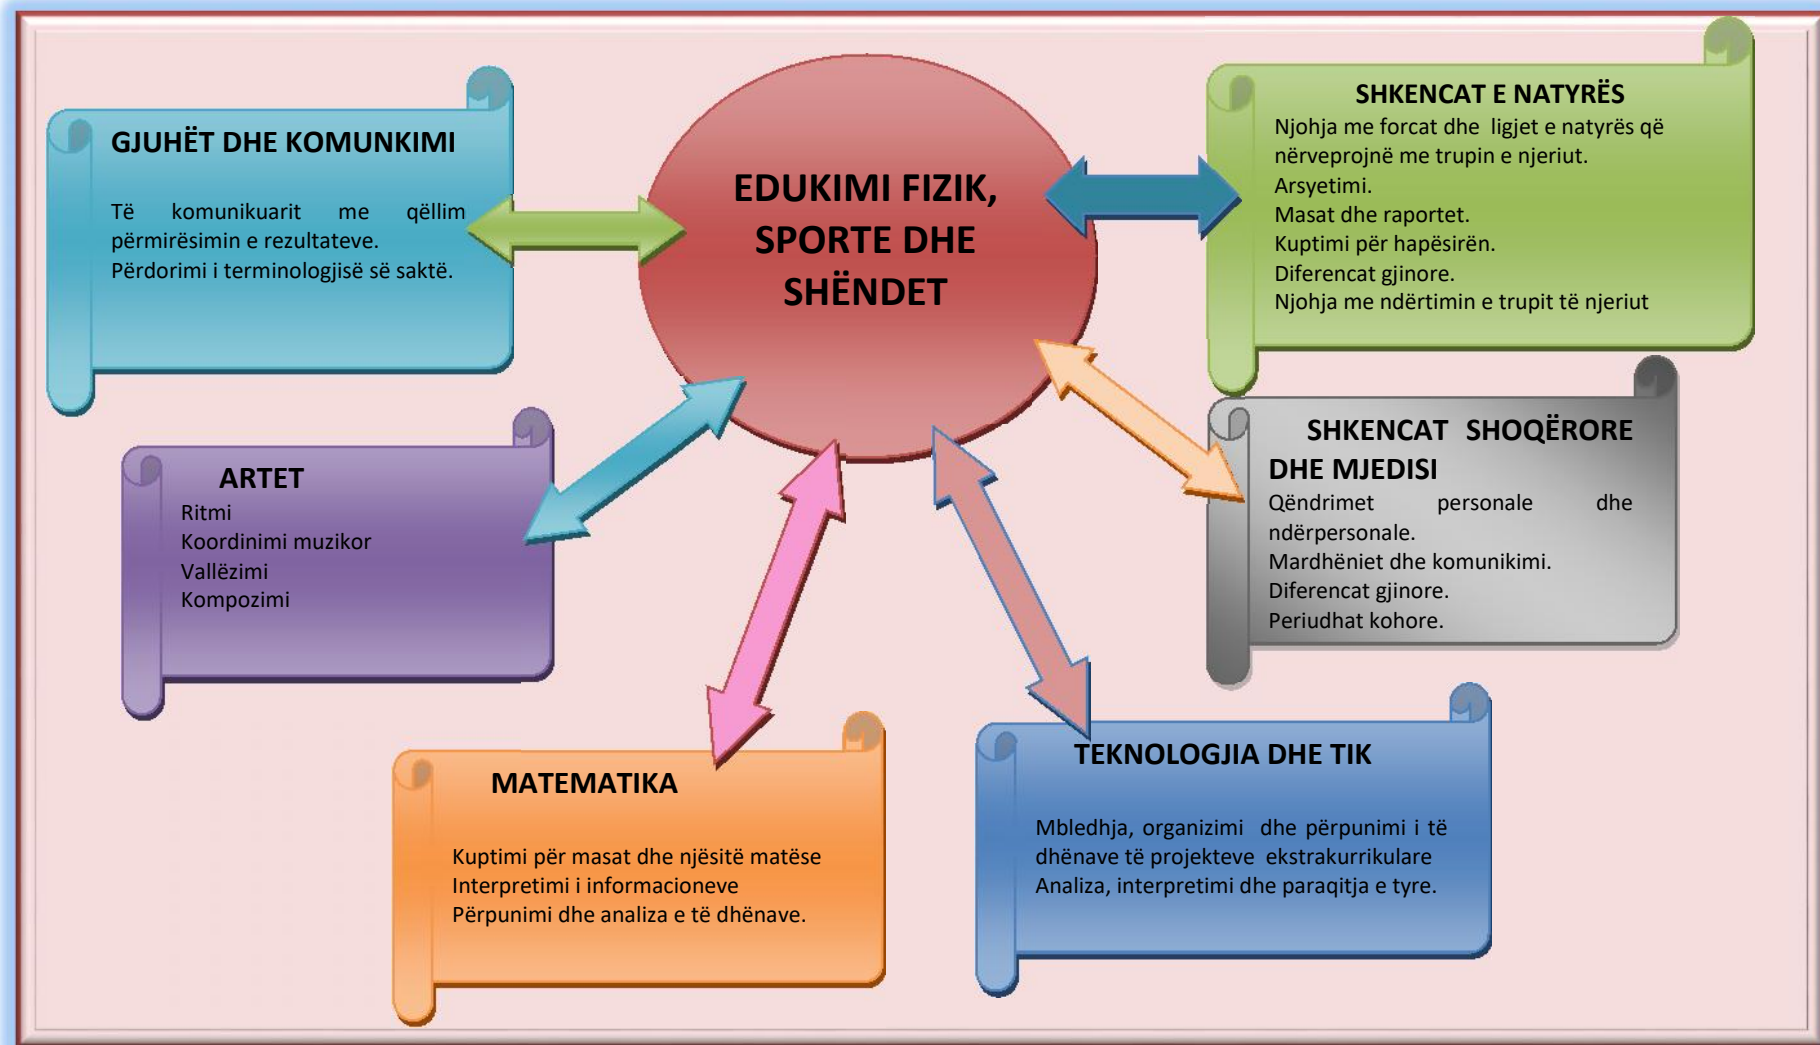 GJUHËT DHE KOMUNKIMI
Të komunikuarit me qëllim
përmirësimin e rezultateve.
Përdorimi i terminologjisë së saktë.
EDUKIMI FIZIK,
SPORTE DHE
SHËNDET
SHKENCAT E NATYRËS
Njohja me forcat dhe ligjet e natyrës që
nërveprojnë me trupin e njeriut.
Arsyetimi.
Masat dhe raportet.
Kuptimi për hapësirën.
Diferencat gjinore.
Njohja me ndërtimin e trupit të njeriut
ARTET
Ritmi
Koordinimi muzikor
Vallëzimi
Kompozimi
SHKENCAT SHOQËRORE
DHE MJEDISI
Qëndrimet personale dhe
ndërpersonale.
Mardhëniet dhe komunikimi.
Diferencat gjinore.
Periudhat kohore.
MATEMATIKA
Kuptimi për masat dhe njësitë matëse
Interpretimi i informacioneve
Përpunimi dhe analiza e të dhënave.
TEKNOLOGJIA DHE TIK
Mbledhja, organizimi dhe përpunimi i të
dhënave të projekteve ekstrakurrikulare
Analiza, interpretimi dhe paraqitja e tyre.